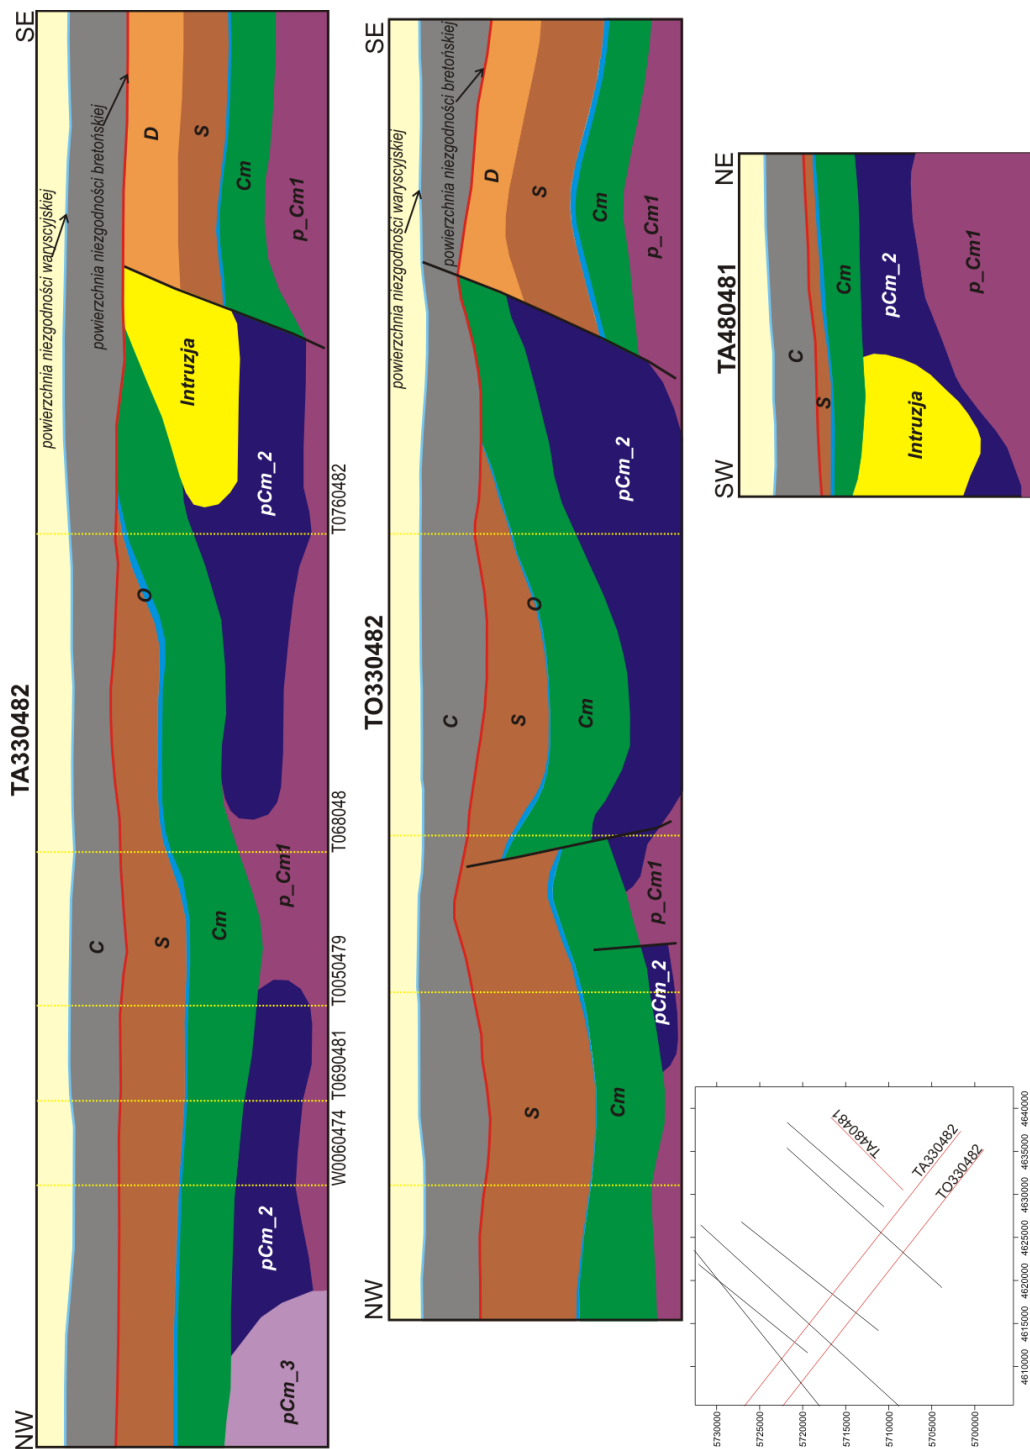 TA330482
NW
SE
powierzchnia niezgodności waryscyjskiej
powierzchnia niezgodności bretońskiej
C
S
O
Cm
D
S
Cm
Intruzja
pCm_3
pCm_2
p_Cm1
pCm_2
p_Cm1
W0060474
T0690481
T0050479
T068048
T0760482
TO330482
NW
SE
powierzchnia niezgodności waryscyjskiej
powierzchnia niezgodności bretońskiej
C
S
S
O
D
S
Cm
Cm
Cm
pCm_2
p_Cm1
pCm_2
p_Cm1
TA480481
SW
NE
C
S
Cm
Intruzja
pCm_2
p_Cm1
TA480481
TA330482
TO330482
5730000
5725000
5720000
5715000
5710000
5705000
5700000
4610000
4615000
4620000
4625000
4630000
4635000
4640000